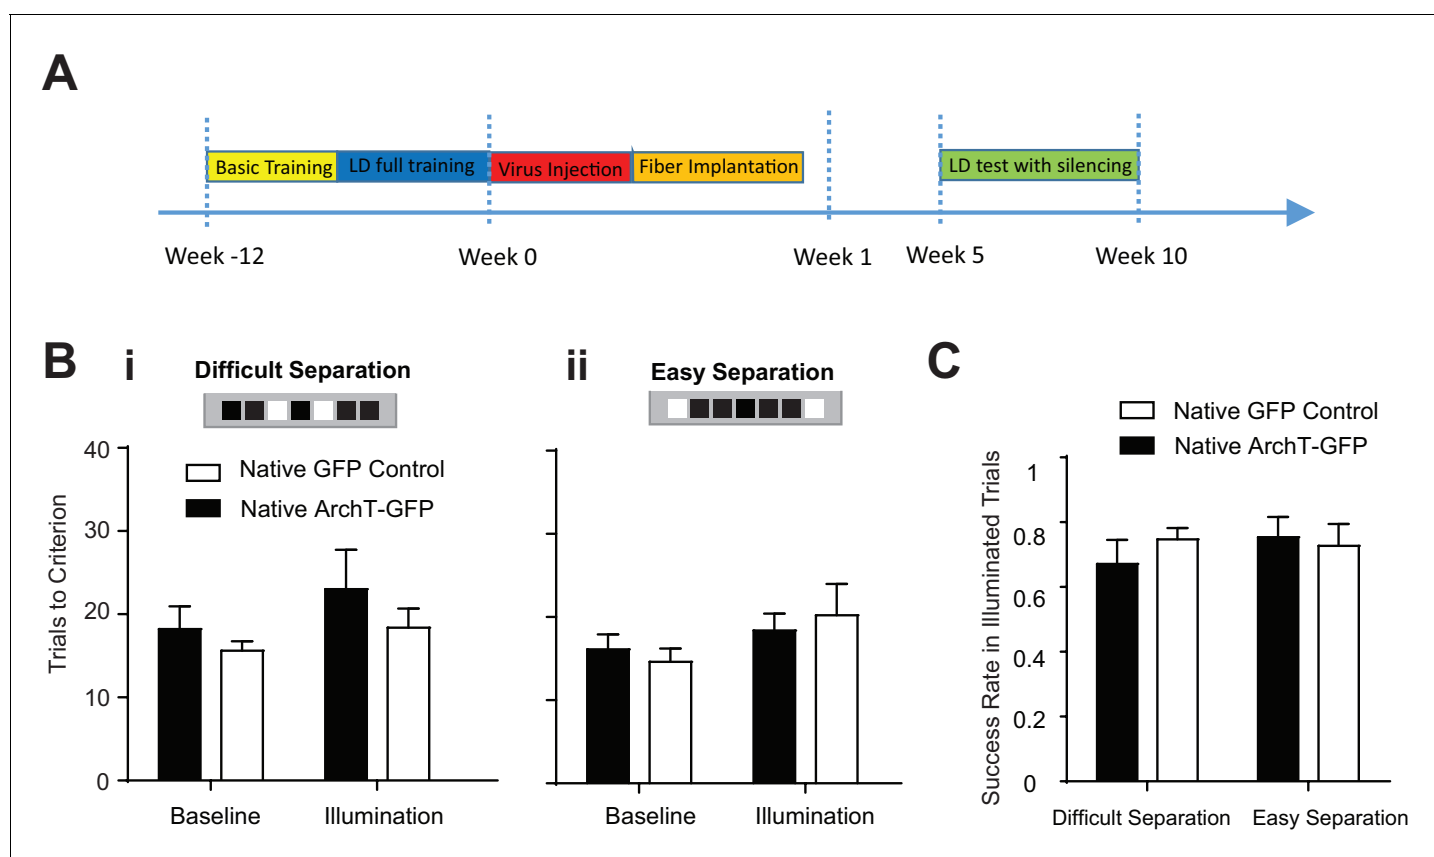 A
Basic Training
LD full training
Virus Injection
Fiber Implantation
LD test with silencing
Week -12
Week 0
Week 1
Week 5
Week 10
B
i
Difficult Separation
Native GFP Control
Native ArchT-GFP
Trials to Criterion
40
30
20
10
0
Baseline
Illumination
ii
Easy Separation
Baseline
Illumination
C
Native GFP Control
Native ArchT-GFP
Success Rate in Illuminated Trials
1
0.8
0.6
0.4
0.2
0
Difficult Separation
Easy Separation